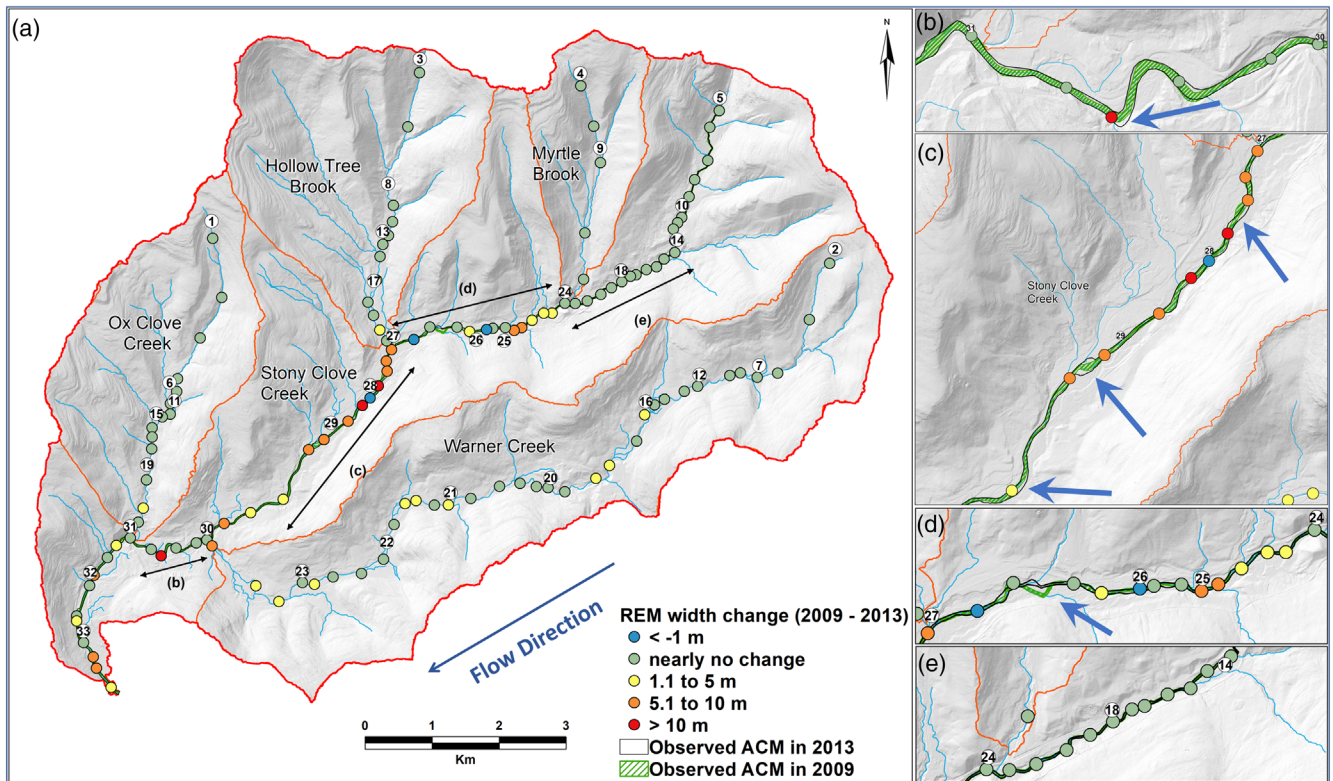 (a)
N
3
4
5
Hollow Tree
Brook
Myrtle
Brook
9
8
1
10
13
14
2
17
18
(d)
24
Ox Clove
Creek
27
26
25
(e)
Stony Clove
Creek
28
7
6
12
11
16
15
29
Warner Creek
19
(c)
20
21
31
30
22
(b)
32
23
33
Flow Direction
REM width change (2009 - 2013)
< -1 m
nearly no change
1.1 to 5 m
5.1 to 10 m
> 10 m
Observed ACM in 2013
Observed ACM in 2009
0 1 2 3
Km
(b)
31
30
(c)
27
28
Stony Clove
Creek
29
(d)
24
26
25
27
(e)
14
18
24